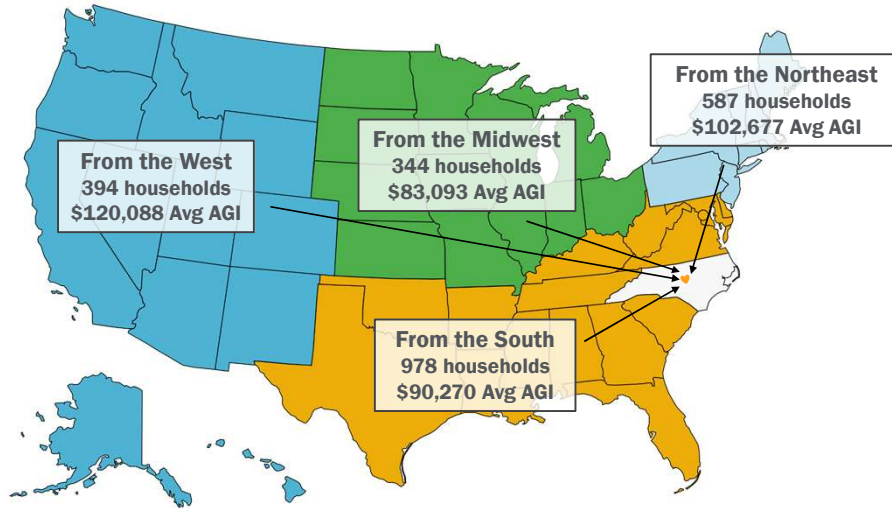 From the Northeast
587 households
$102,677 Avg AGI
From the Midwest
344 households
$83,093 Avg AGI
From the West
394 households
$120,088 Avg AGI
From the South
978 households
$90,270 Avg AGI